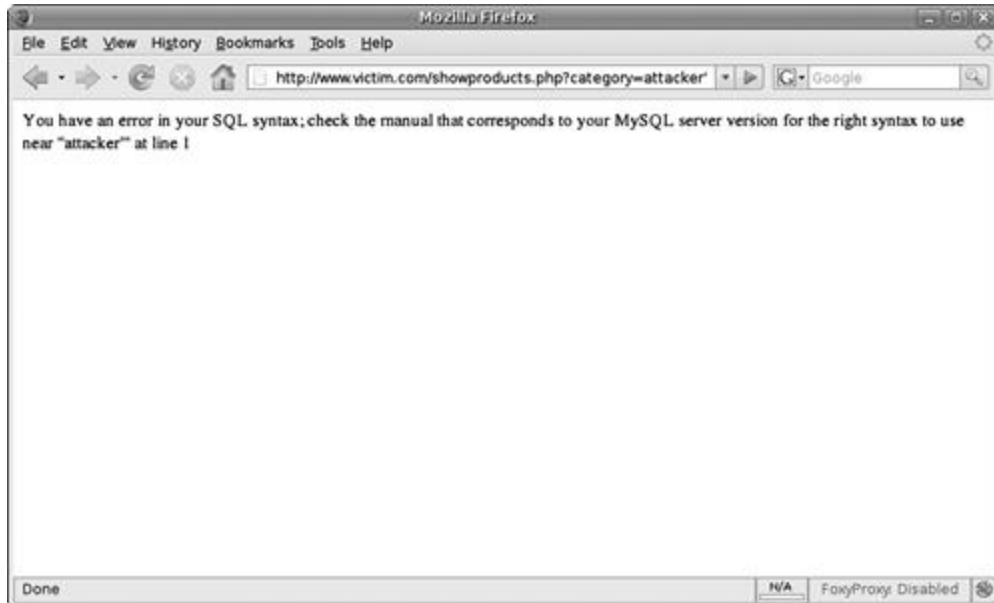 Mozilla Firefox
File Edit View History Bookmarks Tools Help
http://www.victim.com/showproducts.php?category=attacker'
G Google
You have an error in your SQL syntax; check the manual that corresponds to your MySQL server version for the right syntax to use
near "attacker'" at line 1
Done N/A FoxyProxy: Disabled